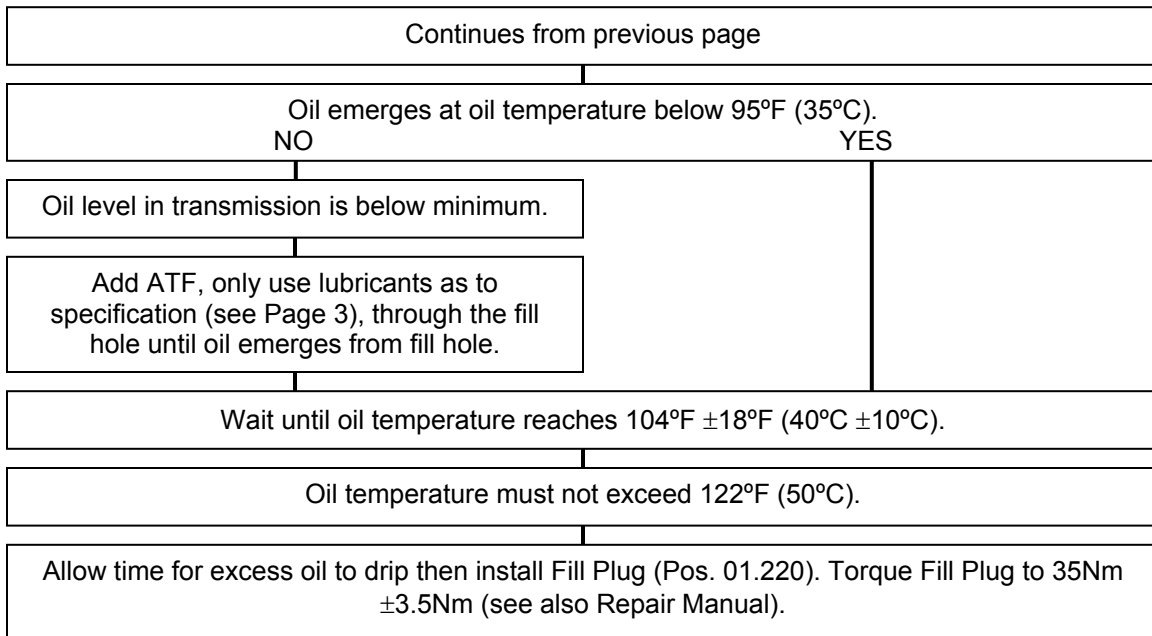 Continues from previous page
Oil emerges at oil temperature below 95ºF (35ºC).
NO YES
Oil level in transmission is below minimum.
Add ATF, only use lubricants as to
specification (see Page 3), through the fill
hole until oil emerges from fill hole.
Wait until oil temperature reaches 104ºF ±18ºF (40ºC ±10ºC).
Oil temperature must not exceed 122ºF (50ºC).
Allow time for excess oil to drip then install Fill Plug (Pos. 01.220). Torque Fill Plug to 35Nm
±3.5Nm (see also Repair Manual).